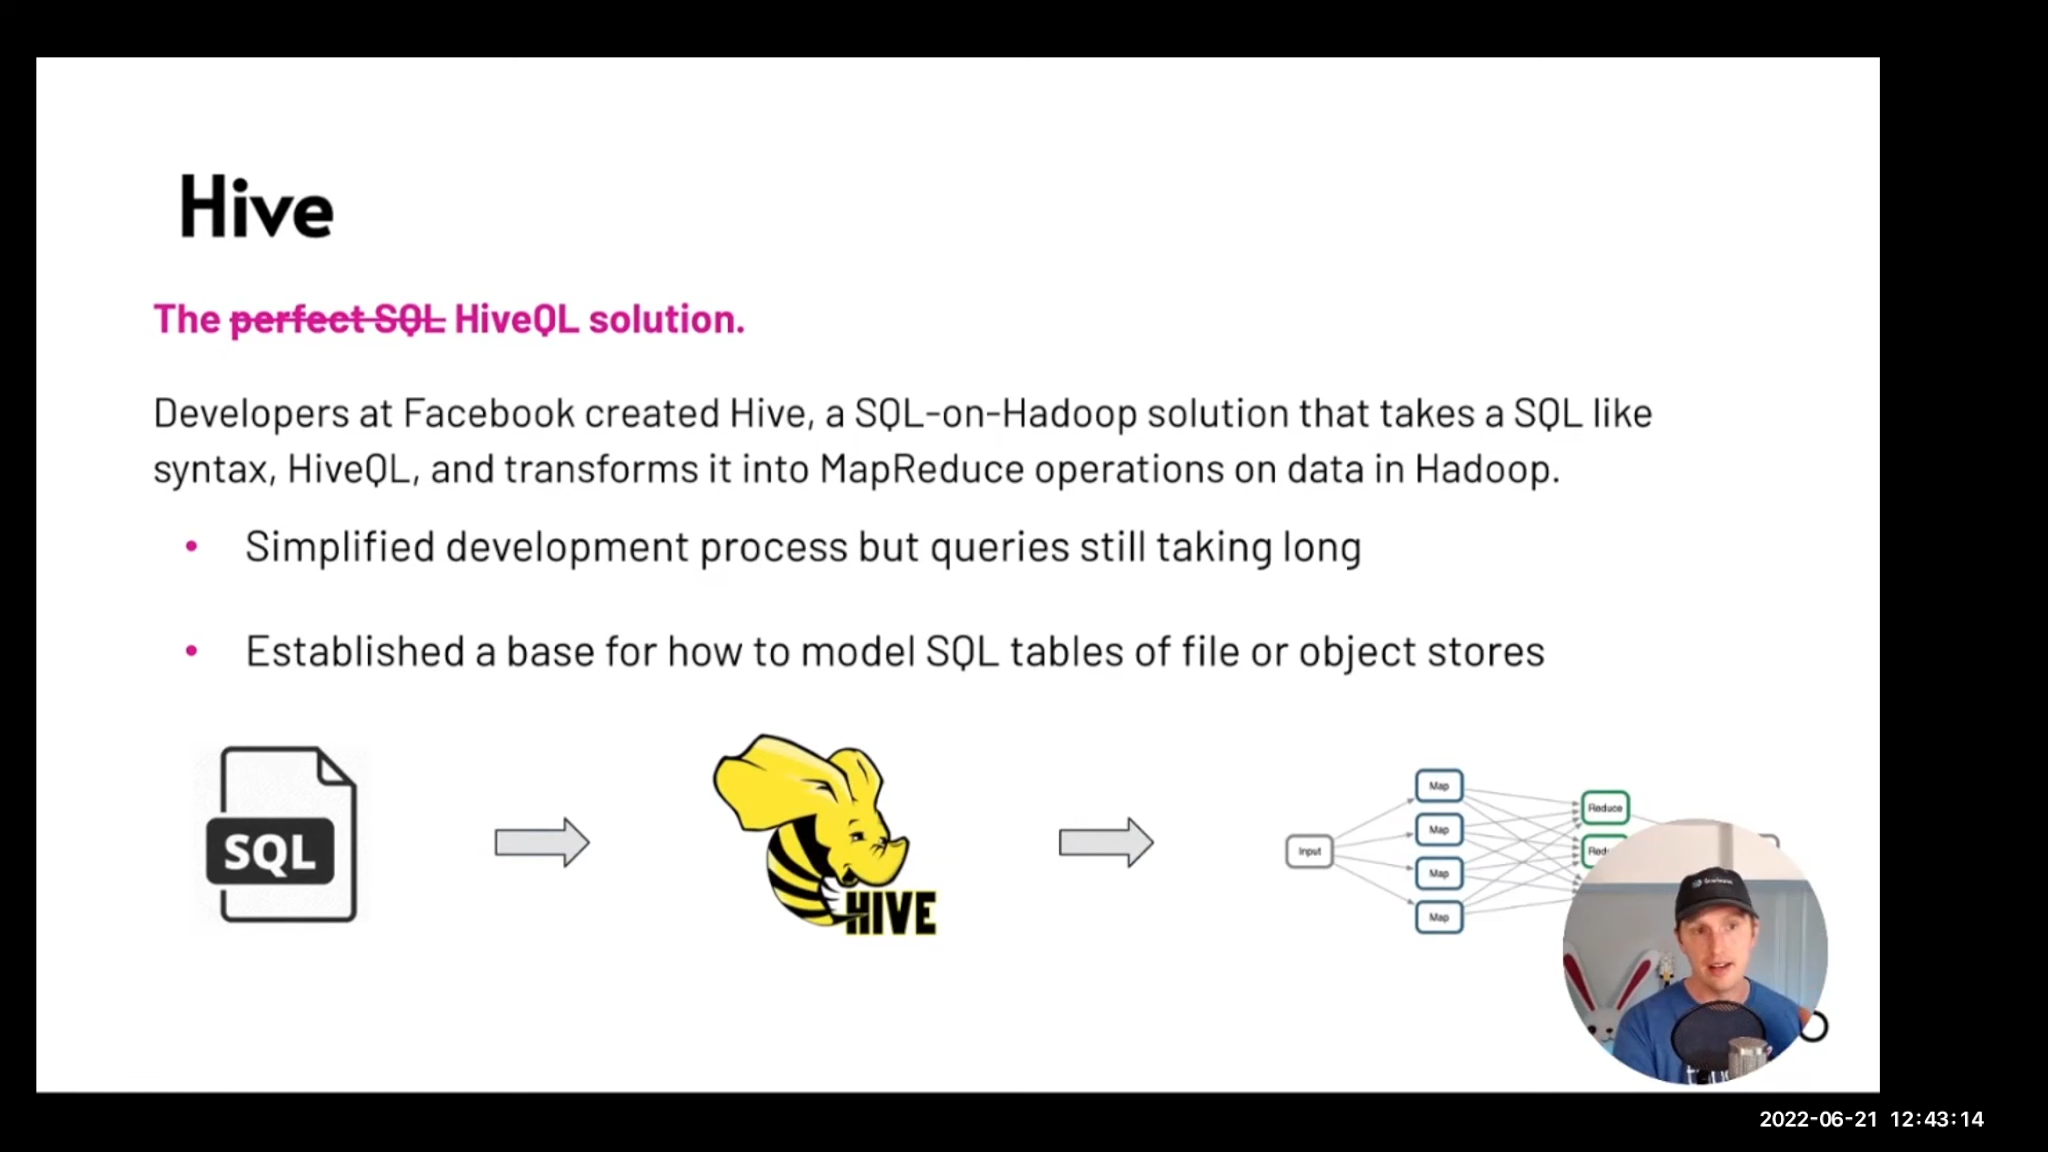 Hive
The perfect SQL HiveQL solution.
Developers at Facebook created Hive, a SQL-on-Hadoop solution that takes a SQL like
syntax, HiveQL, and transforms it into MapReduce operations on data in Hadoop.
• Simplified development process but queries still taking long
• Established a base for how to model SQL tables of file or object stores
SQL
HIVE
Input
Map
Map
Map
Map
Reduce
2022-06-21 12:43:14